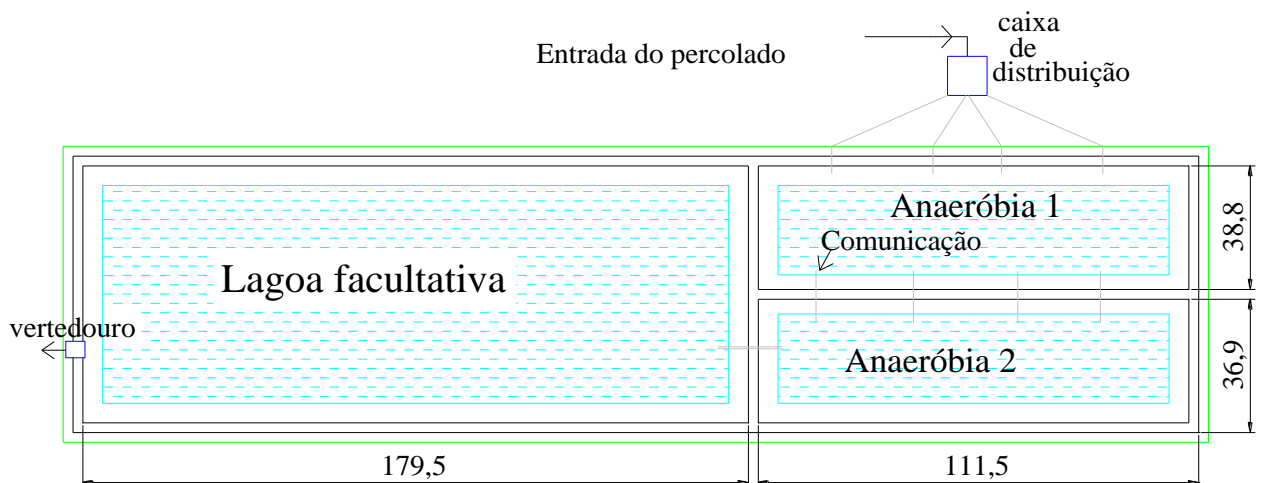 caixa
de
distribuição
Entrada do percolado
Anaeróbia 1
Comunicação
38,8
Lagoa facultativa
vertedouro
Anaeróbia 2
36,9
179,5
111,5